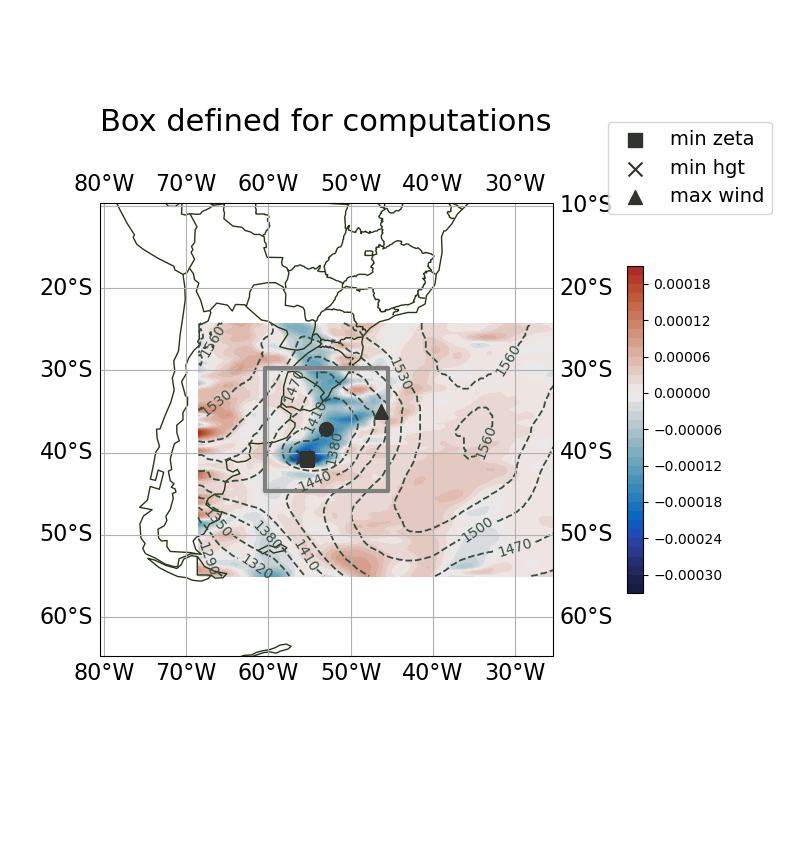 Box defined for computations
min zeta
min hgt
max wind
80°W 70°W 60°W 50°W 40°W 30°W
10°S
20°S 20°S
30°S 30°S
40°S 40°S
50°S 50°S
60°S 60°S
80°W 70°W 60°W 50°W 40°W 30°W
0.00018
0.00012
0.00006
0.00000
−0.00006
−0.00012
−0.00018
−0.00024
−0.00030
1560
1530
1560
1530
1410
1380
1560
1440
1500
1470
1380
1410
1320
1290